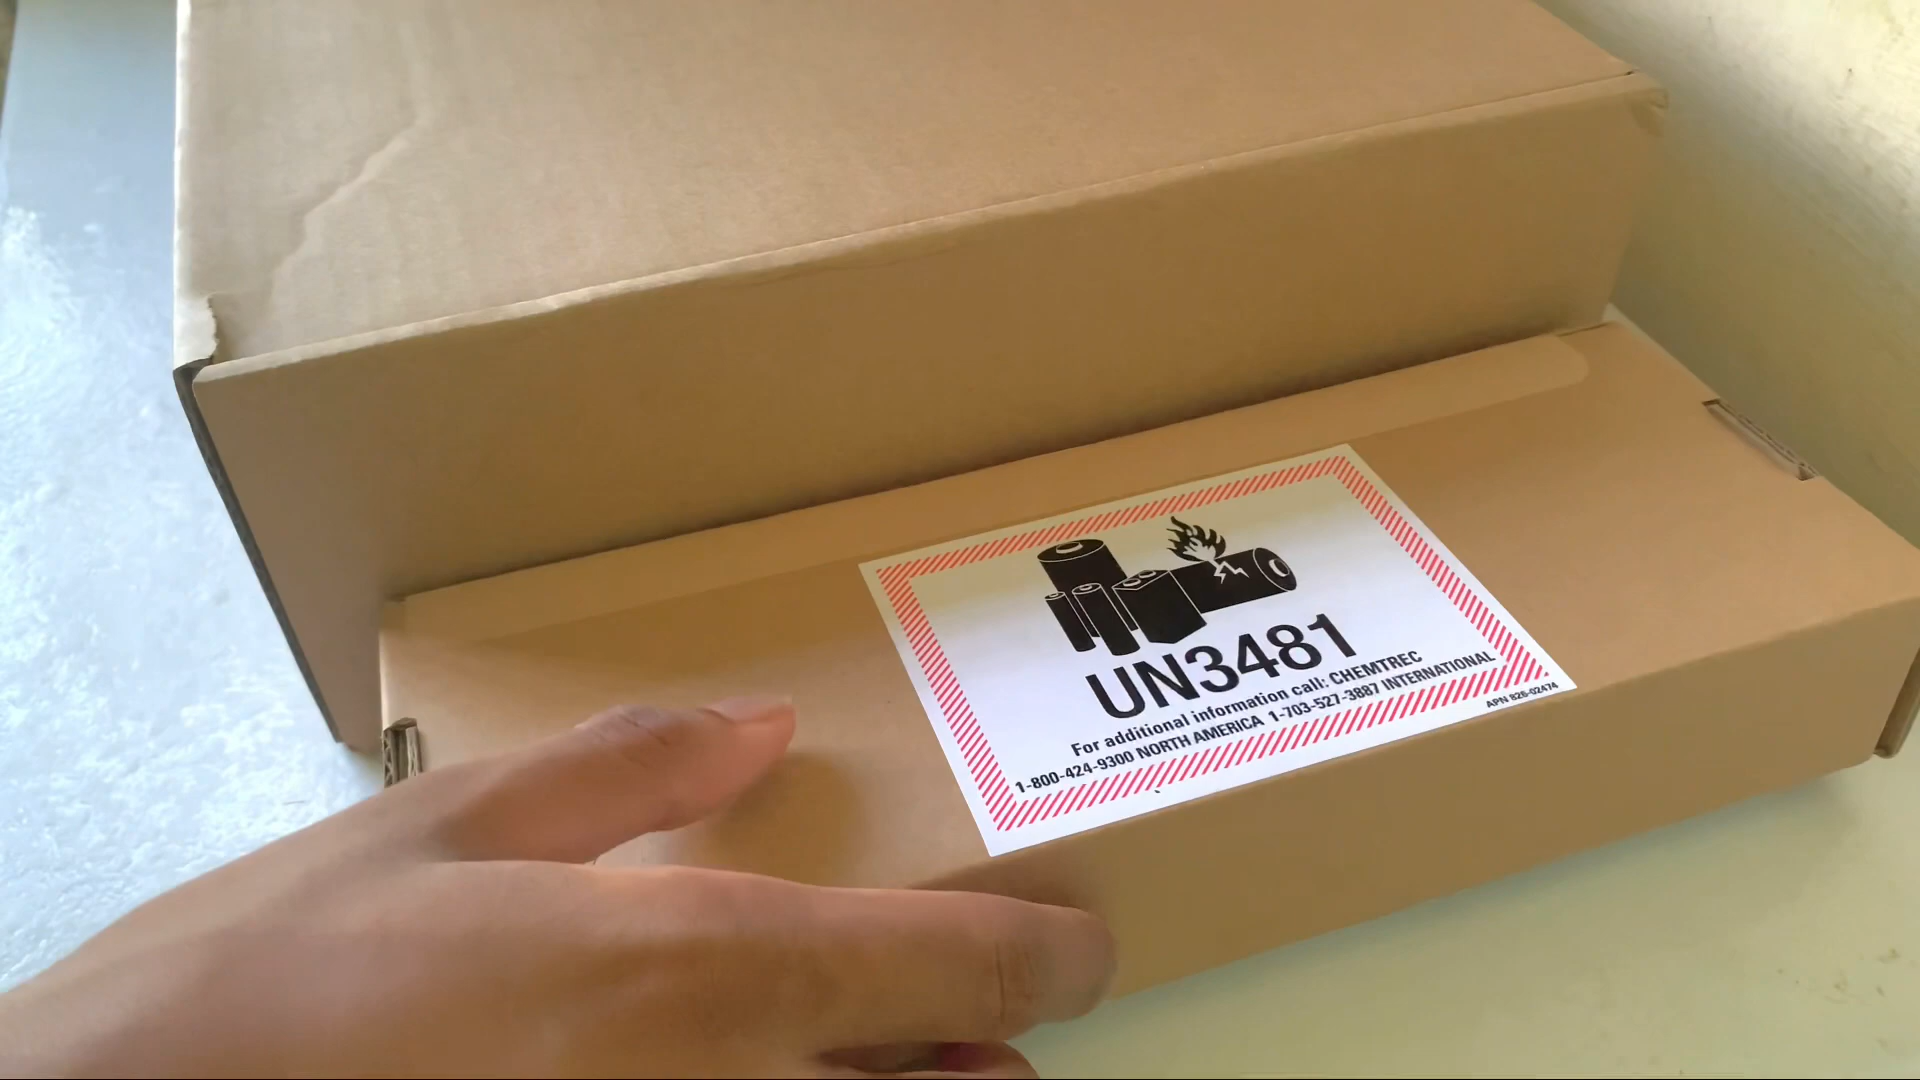 UN3481
For additional information call: CHEMTREC
1-800-424-9300 NORTH AMERICA 1-703-527-3887 INTERNATIONAL
APN 826-02474